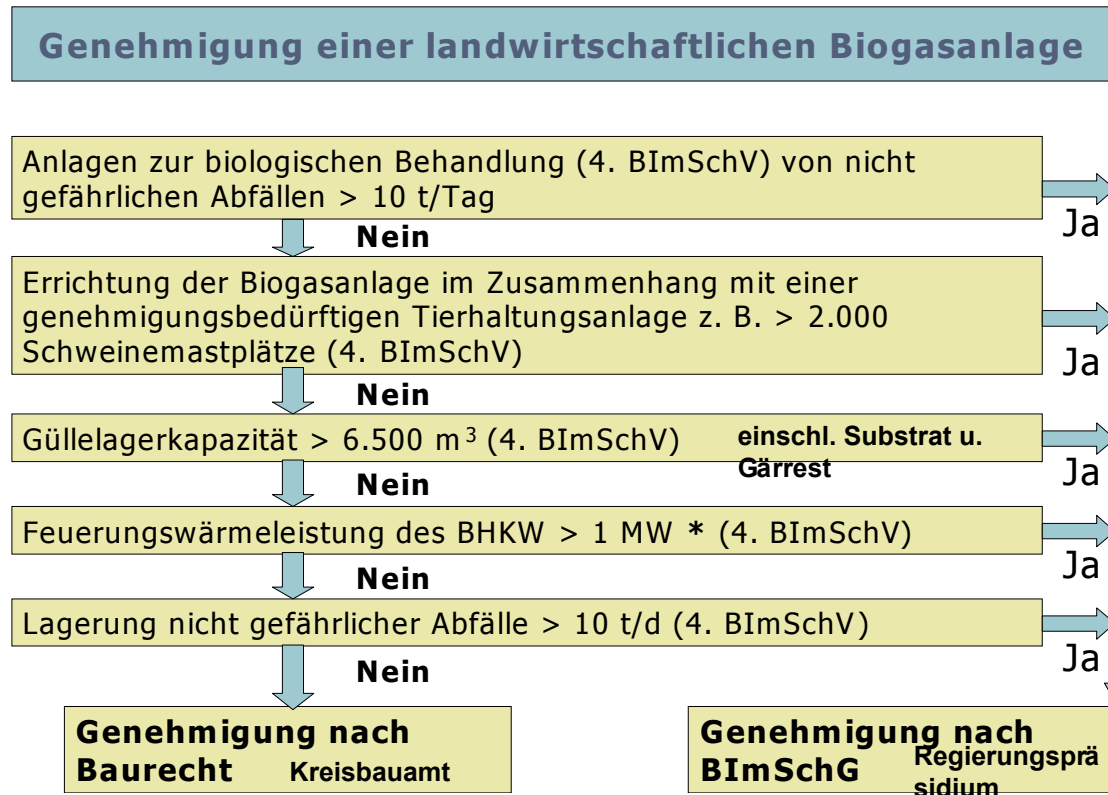 Genehmigung einer landwirtschaftlichen Biogasanlage
Anlagen zur biologischen Behandlung (4. BImSchV) von nicht
gefährlichen Abfällen > 10 t/Tag
Ja
Nein
Errichtung der Biogasanlage im Zusammenhang mit einer
genehmigungsbedürftigen Tierhaltungsanlage z. B. > 2.000
Schweinemastplätze (4. BImSchV)
Ja
Nein
Güllelagerkapazität > 6.500 m³ (4. BImSchV) einschl. Substrat u.
Gärrest
Ja
Nein
Feuerungswärmeleistung des BHKW > 1 MW * (4. BImSchV)
Ja
Nein
Lagerung nicht gefährlicher Abfälle > 10 t/d (4. BImSchV)
Ja
Nein
Genehmigung nach
Baurecht Kreisbauamt
Genehmigung nach
BImSchG Regierungsprä
sidium